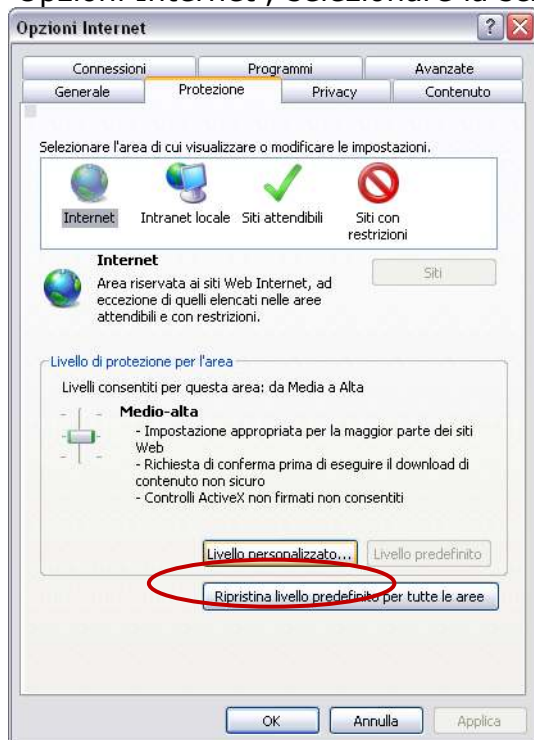 Opzioni Internet
Connessioni Programmi Avanzate
Generale Protezione Privacy Contenuto
Selezionare l'area di cui visualizzare o modificare le impostazioni.
Internet Intranet locale Siti attendibili Siti con
restrizioni
Internet
Siti
Area riservata ai siti Web Internet, ad
eccezione di quelli elencati nelle aree
attendibili e con restrizioni.
Livello di protezione per l'area
Livelli consentiti per questa area: da Media a Alta
Medio-alta
- Impostazione appropriata per la maggior parte dei siti
Web
- Richiesta di conferma prima di eseguire il download di
contenuto non sicuro
- Controlli ActiveX non firmati non consentiti
Livello personalizzato... Livello predefinito
Ripristina livello predefinito per tutte le aree
OK Annulla Applica